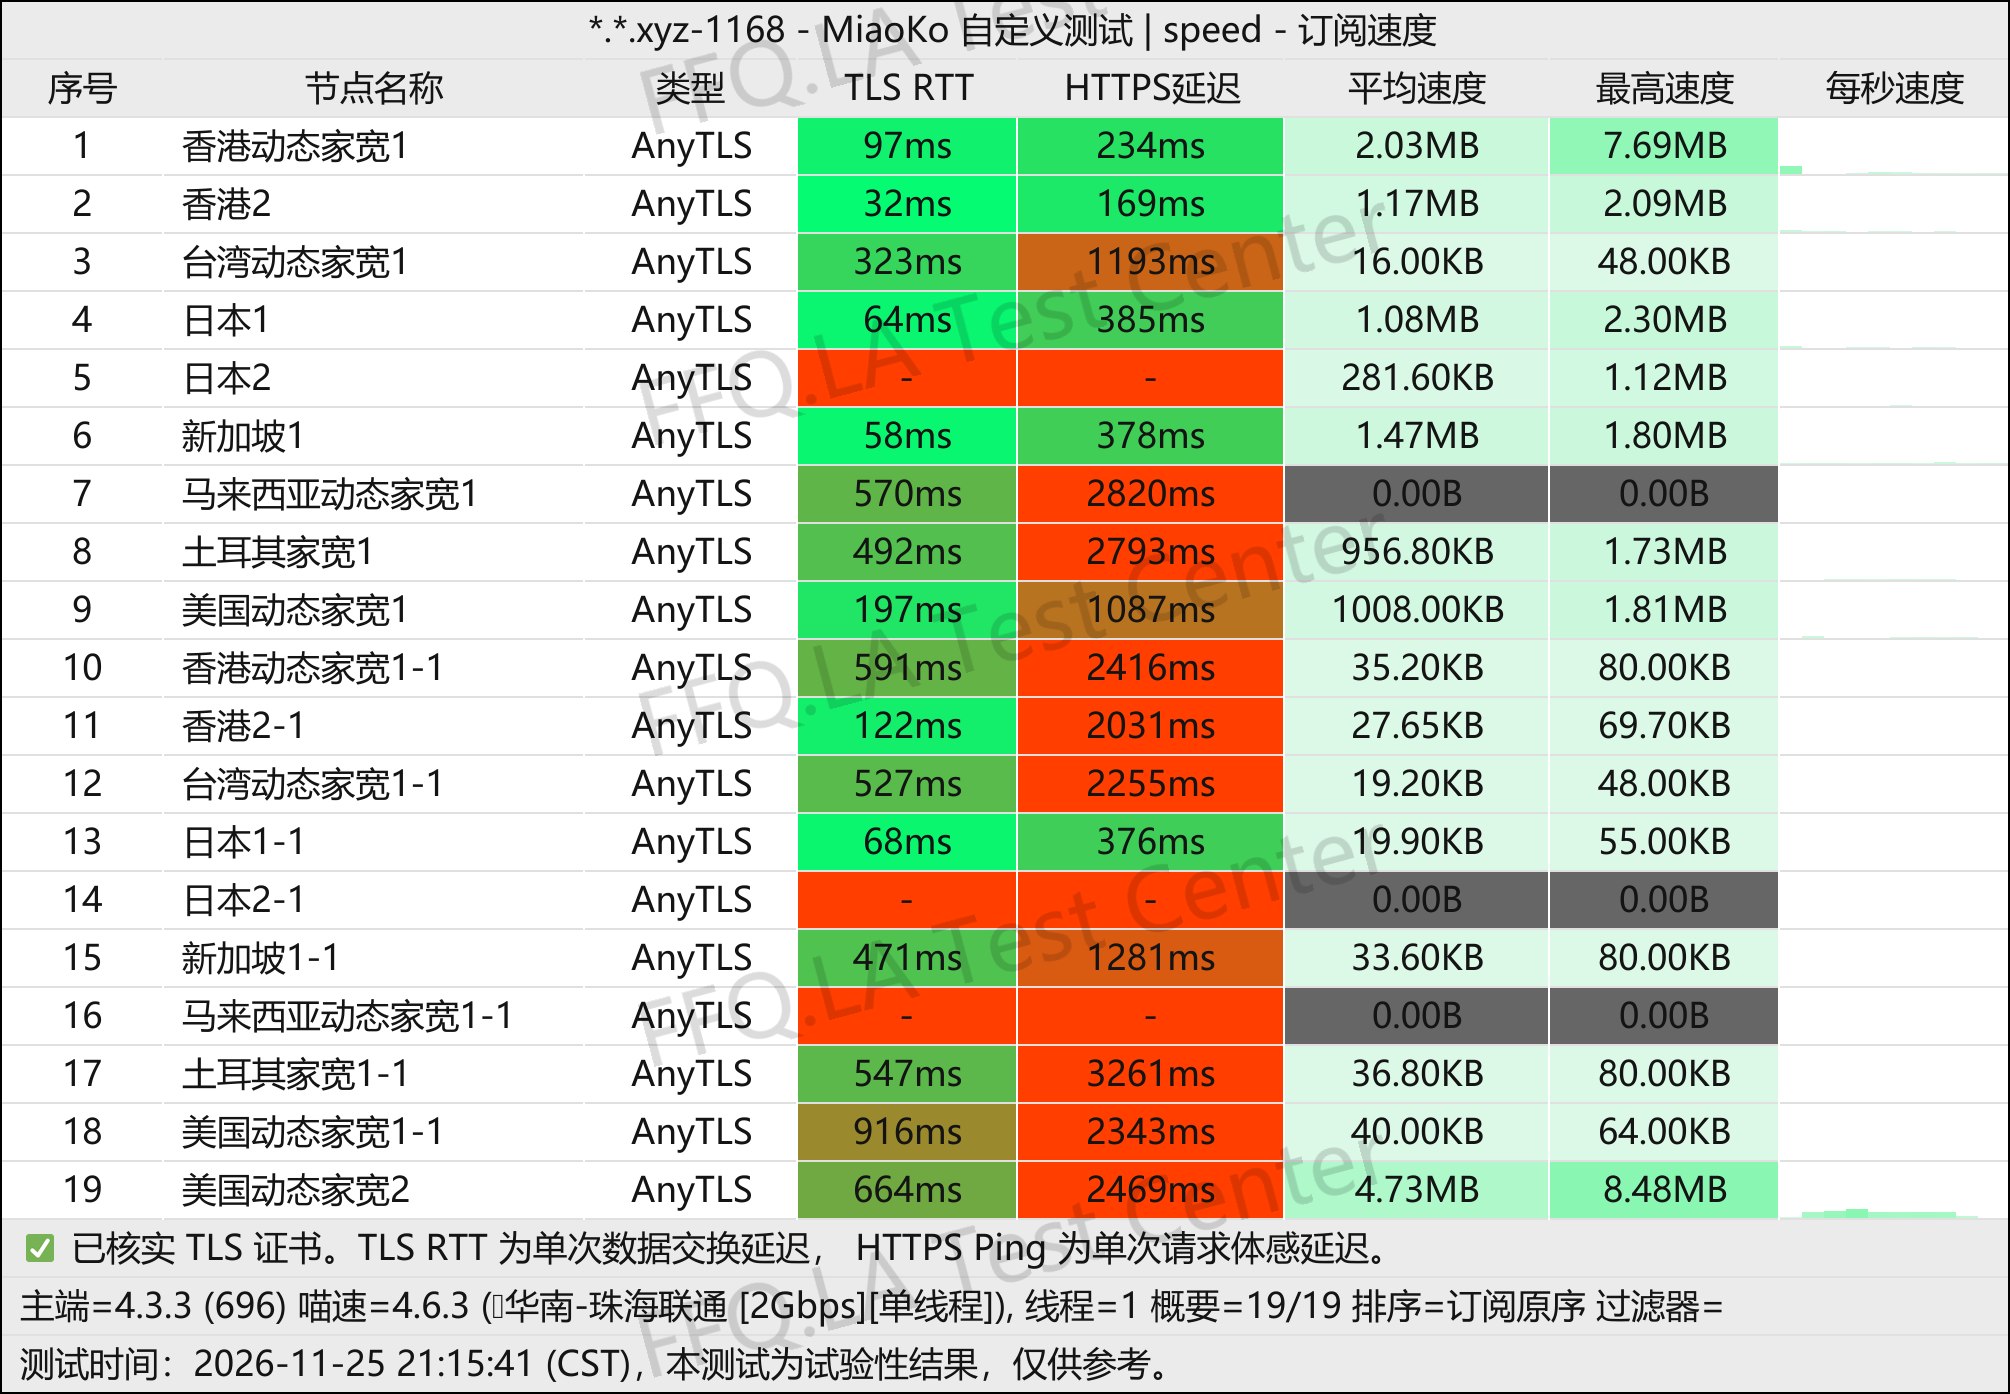 *.*.xyz-1168 - MiaoKo 自定义测试 | speed - 订阅速度
序号 节点名称 类型 TLS RTT HTTPS延迟 平均速度 最高速度 每秒速度
1 香港动态家宽1 AnyTLS 97ms 234ms 2.03MB 7.69MB
2 香港2 AnyTLS 32ms 169ms 1.17MB 2.09MB
3 台湾动态家宽1 AnyTLS 323ms 1193ms 16.00KB 48.00KB
4 日本1 AnyTLS 64ms 385ms 1.08MB 2.30MB
5 日本2 AnyTLS - - 281.60KB 1.12MB
6 新加坡1 AnyTLS 58ms 378ms 1.47MB 1.80MB
7 马来西亚动态家宽1 AnyTLS 570ms 2820ms 0.00B 0.00B
8 土耳其家宽1 AnyTLS 492ms 2793ms 956.80KB 1.73MB
9 美国动态家宽1 AnyTLS 197ms 1087ms 1008.00KB 1.81MB
10 香港动态家宽1-1 AnyTLS 591ms 2416ms 35.20KB 80.00KB
11 香港2-1 AnyTLS 122ms 2031ms 27.65KB 69.70KB
12 台湾动态家宽1-1 AnyTLS 527ms 2255ms 19.20KB 48.00KB
13 日本1-1 AnyTLS 68ms 376ms 19.90KB 55.00KB
14 日本2-1 AnyTLS - - 0.00B 0.00B
15 新加坡1-1 AnyTLS 471ms 1281ms 33.60KB 80.00KB
16 马来西亚动态家宽1-1 AnyTLS - - 0.00B 0.00B
17 土耳其家宽1-1 AnyTLS 547ms 3261ms 36.80KB 80.00KB
18 美国动态家宽1-1 AnyTLS 916ms 2343ms 40.00KB 64.00KB
19 美国动态家宽2 AnyTLS 664ms 2469ms 4.73MB 8.48MB
✅ 已核实 TLS 证书。TLS RTT 为单次数据交换延迟， HTTPS Ping 为单次请求体感延迟。
主端=4.3.3 (696) 喵速=4.6.3 (华南-珠海联通 [2Gbps][单线程]), 线程=1 概要=19/19 排序=订阅原序 过滤器=
测试时间：2026-11-25 21:15:41 (CST)，本测试为试验性结果，仅供参考。
FFQ.LA Test Center
FFQ.LA Test Center
FFQ.LA Test Center
FFQ.LA Test Center
FFQ.LA Test Center